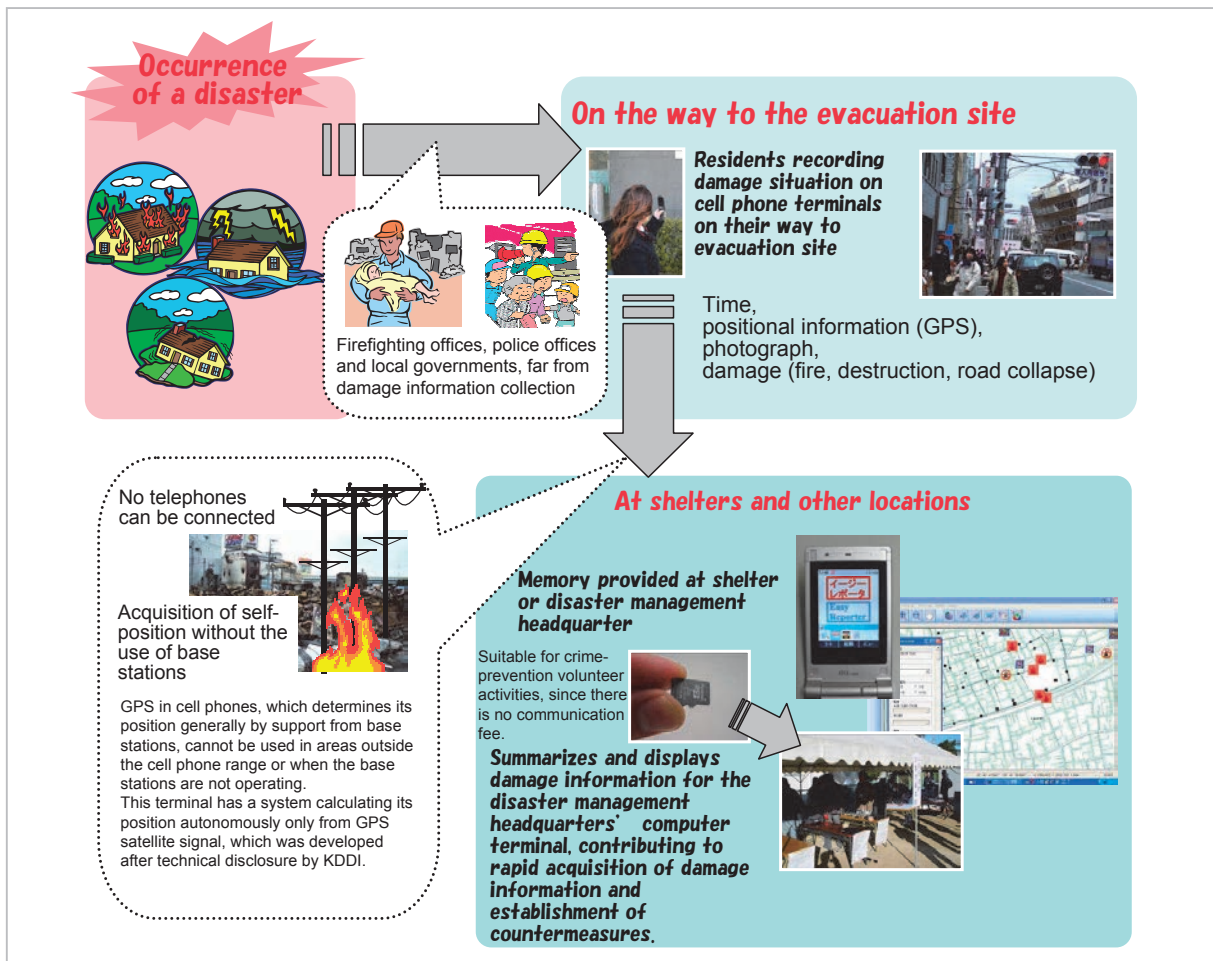 Occurrence
of a disaster
On the way to the evacuation site
Residents recording
damage situation on
cell phone terminals
on their way to
evacuation site
Firefighting offices, police offices
and local governments, far from
damage information collection
Time,
positional information (GPS),
photograph,
damage (fire, destruction, road collapse)
No telephones
can be connected
Acquisition of self-
position without the
use of base
stations
GPS in cell phones, which determines its
position generally by support from base
stations, cannot be used in areas outside
the cell phone range or when the base
stations are not operating.
This terminal has a system calculating its
position autonomously only from GPS
satellite signal, which was developed
after technical disclosure by KDDI.
At shelters and other locations
Memory provided at shelter
or disaster management
headquarter
イージー
レポータ
Easy
Reporter
Suitable for crime-
prevention volunteer
activities, since there
is no communication
fee.
Summarizes and displays
damage information for the
disaster management
headquarters' computer
terminal, contributing to
rapid acquisition of damage
information and
establishment of
countermeasures.